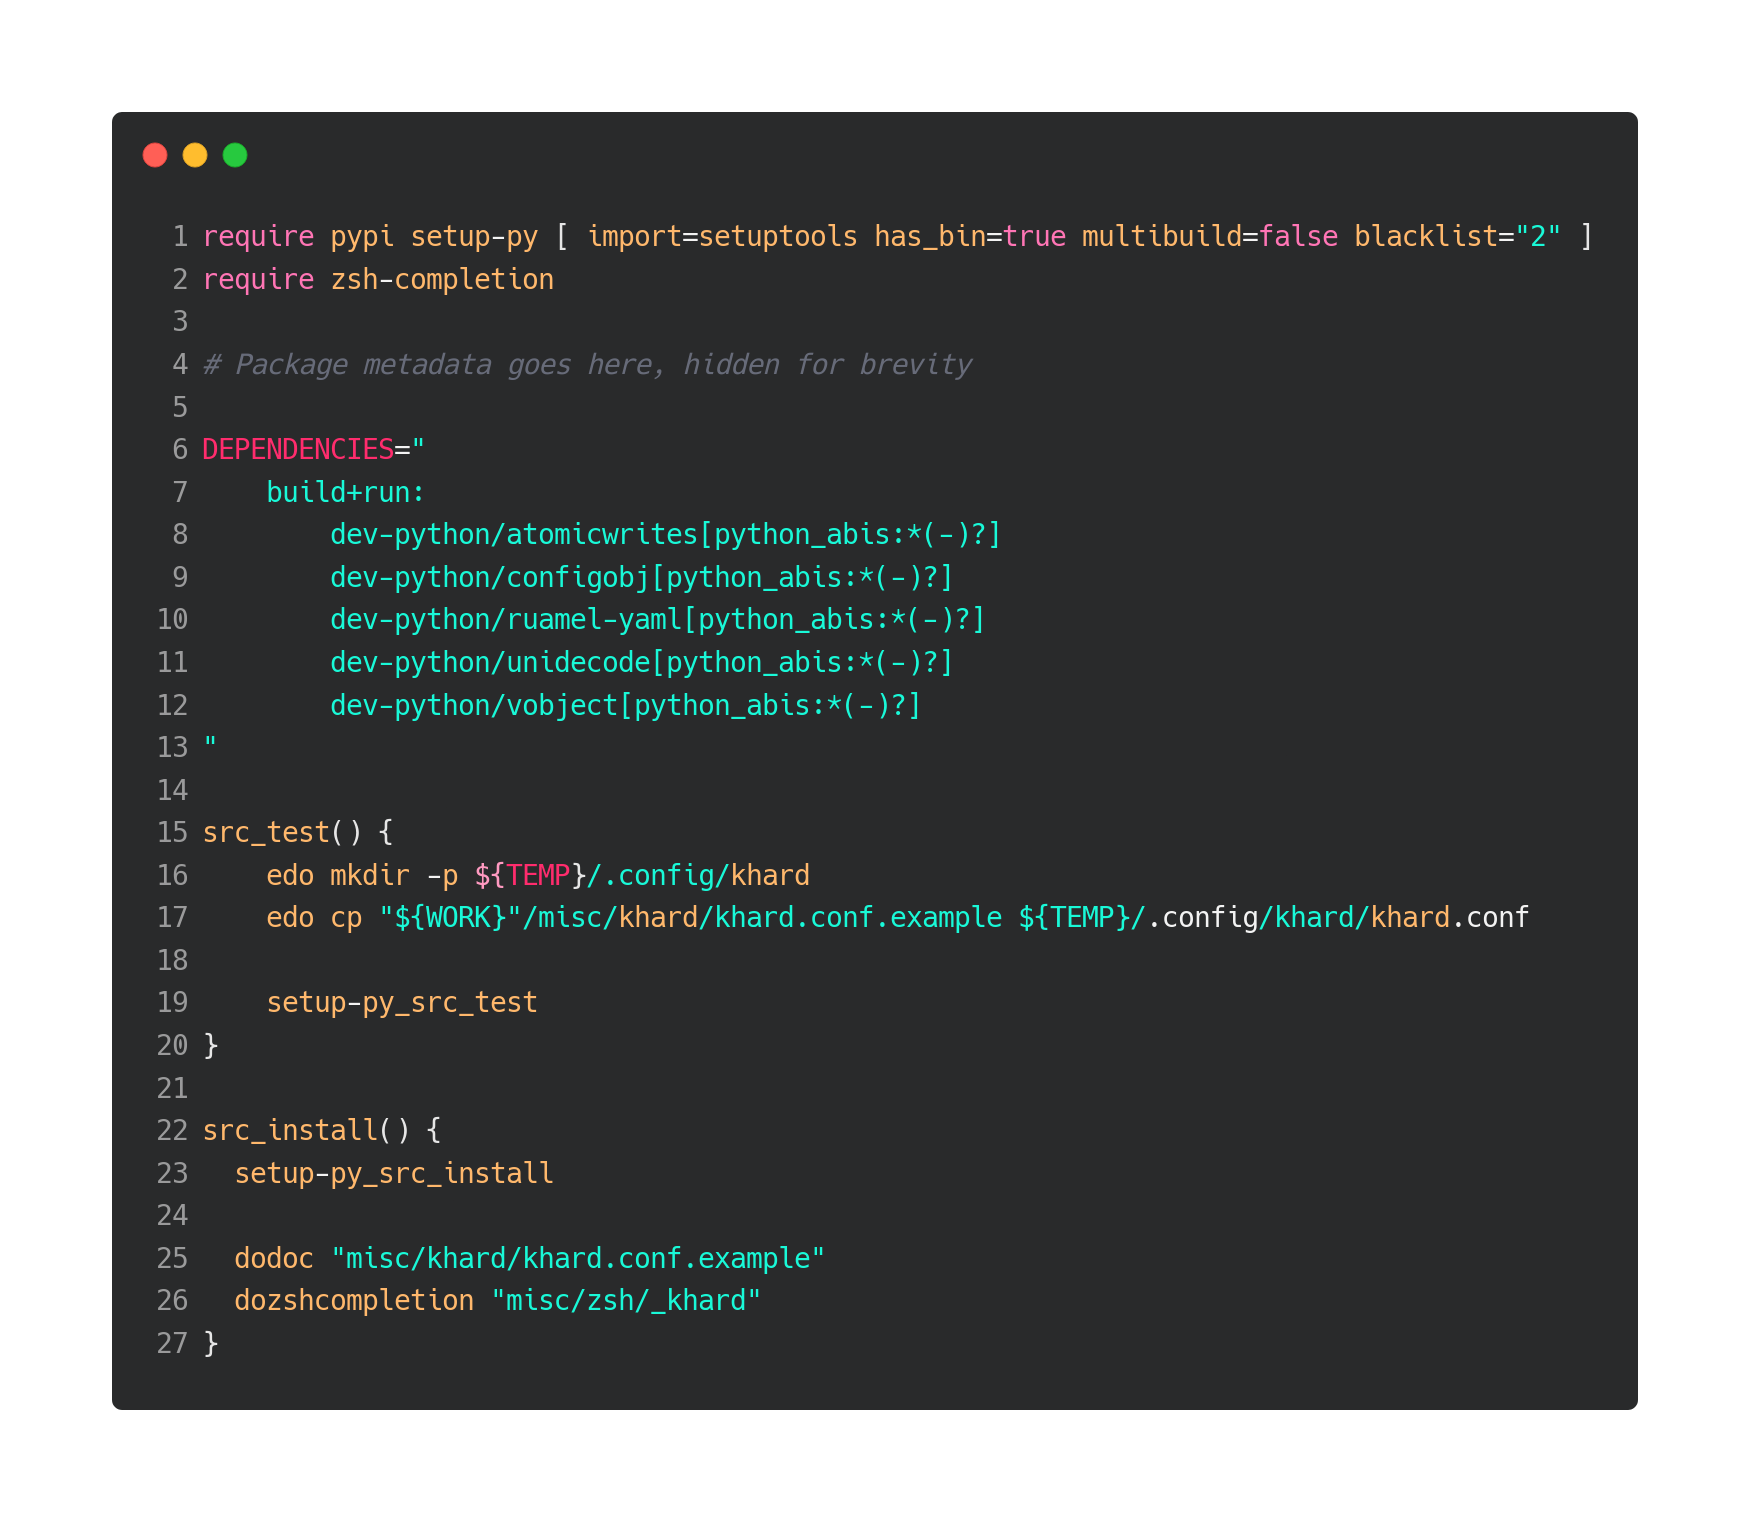 1 require pypi setup-py [ import=setuptools has_bin=true multibuild=false blacklist="2" ]
2 require zsh-completion
3
4 # Package metadata goes here, hidden for brevity
5
6 DEPENDENCIES="
7     build+run:
8         dev-python/atomicwrites[python_abis:*(-)?]
9         dev-python/configobj[python_abis:*(-)?]
10         dev-python/ruamel-yaml[python_abis:*(-)?]
11         dev-python/unidecode[python_abis:*(-)?]
12         dev-python/vobject[python_abis:*(-)?]
13 "
14
15 src_test() {
16     edo mkdir -p ${TEMP}/.config/khard
17     edo cp "${WORK}"/misc/khard/khard.conf.example ${TEMP}/.config/khard/khard.conf
18
19     setup-py_src_test
20 }
21
22 src_install() {
23   setup-py_src_install
24
25   dodoc "misc/khard/khard.conf.example"
26   dozshcompletion "misc/zsh/_khard"
27 }